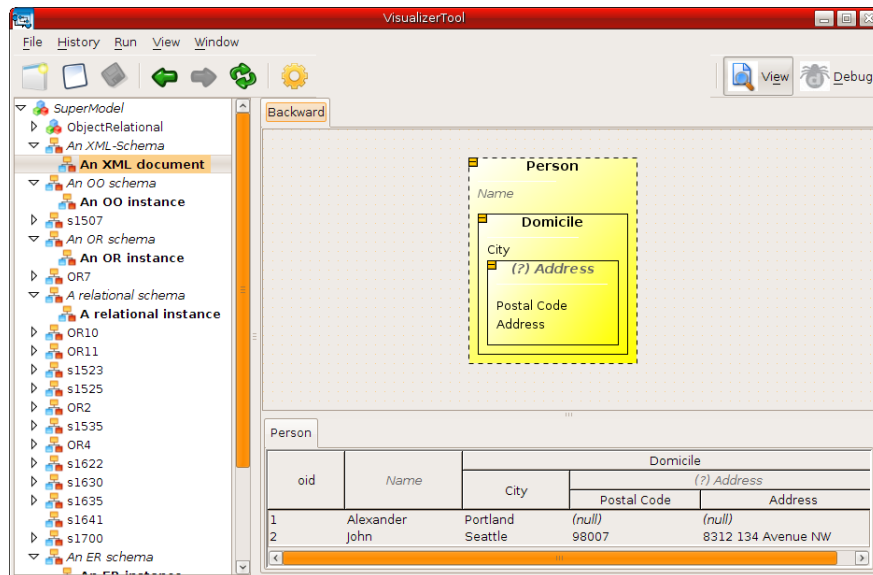 VisualizerTool
File History Run View Window
View Debug
SuperModel
ObjectRelational
An XML-Schema
An XML document
An OO schema
An OO instance
s1507
An OR schema
An OR instance
OR7
A relational schema
A relational instance
OR10
OR11
s1523
s1525
OR2
s1535
OR4
s1622
s1630
s1635
s1641
s1700
An ER schema
An ER instance
Backward
Person
Name
Domicile
City
(?) Address
Postal Code
Address
Person
Domicile
oid Name City (?) Address
Postal Code Address
1 Alexander Portland (null) (null)
2 John Seattle 98007 8312 134 Avenue NW